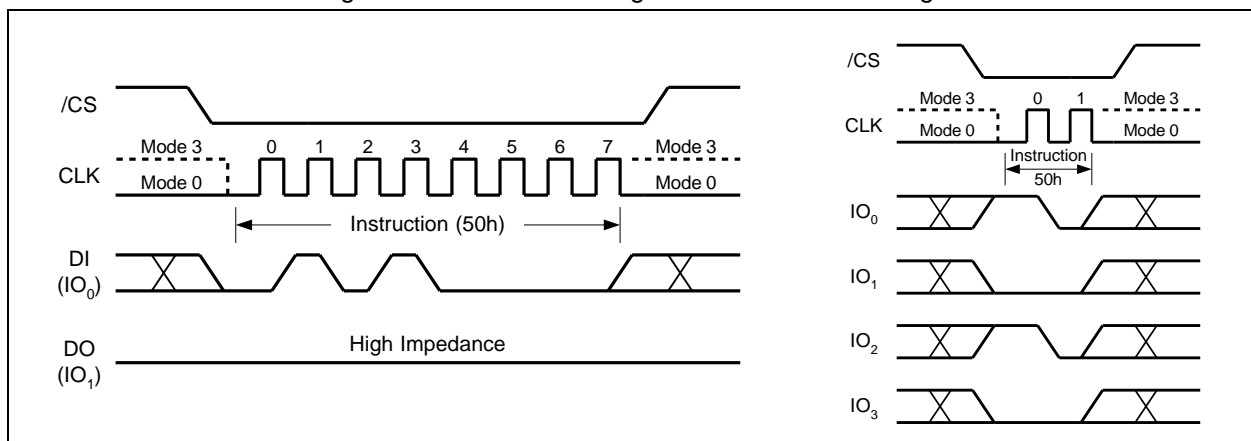 /CS
Mode 3
0 1 2 3 4 5 6 7
Mode 3
CLK
Mode 0
Mode 0
Instruction (50h)
DI
(IO0)
High Impedance
DO
(IO1)
/CS
Mode 3
0 1
Mode 3
CLK
Mode 0
Mode 0
Instruction
50h
IO0
IO1
IO2
IO3